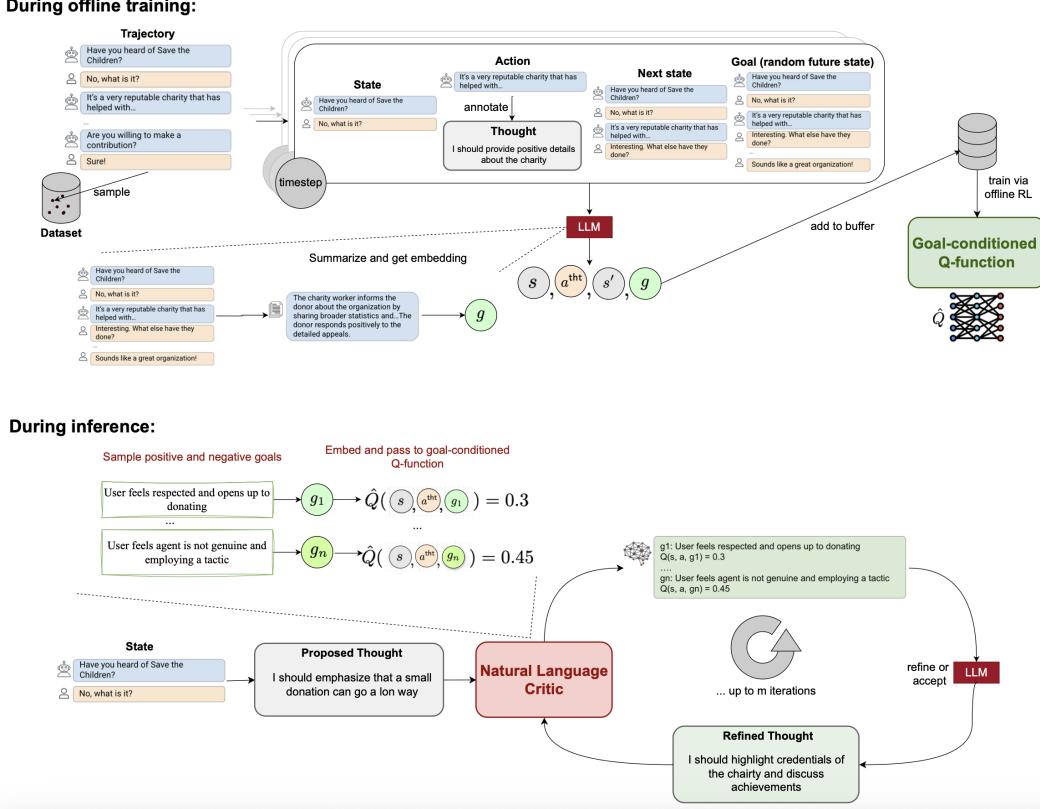 During offline training:
Trajectory
Have you heard of Save the
Children?
No, what is it?
It's a very reputable charity that has
helped with...
...
Are you willing to make a
contribution?
Sure!
sample
Dataset
timestep
State
Have you heard of Save the
Children?
No, what is it?
Action
It's a very reputable charity that has
helped with...
annotate
Thought
I should provide positive details
about the charity
Next state
Have you heard of Save the
Children?
No, what is it?
It's a very reputable charity that has
helped with...
Interesting. What else have they
done?
Goal (random future state)
Have you heard of Save the
Children?
No, what is it?
It's a very reputable charity that has
helped with...
Interesting. What else have they
done?
...
Sounds like a great organization!
LLM
s, a^tht, s′, g
add to buffer
train via
offline RL
Goal-conditioned
Q-function
Q̂
Summarize and get embedding
Have you heard of Save the
Children?
No, what is it?
It's a very reputable charity that has
helped with...
Interesting. What else have they
done?
...
Sounds like a great organization!
The charity worker informs the
donor about the organization by
sharing broader statistics and...The
donor responds positively to the
detailed appeals.
g
During inference:
Sample positive and negative goals
Embed and pass to goal-conditioned
Q-function
User feels respected and opens up to
donating
g₁
Q̂(s, a^tht, g₁) = 0.3
...
...
User feels agent is not genuine and
employing a tactic
gₙ
Q̂(s, a^tht, gₙ) = 0.45
State
Have you heard of Save the
Children?
No, what is it?
Proposed Thought
I should emphasize that a small
donation can go a lon way
Natural Language
Critic
g1: User feels respected and opens up to donating
Q(s, a, g1) = 0.3
....
gn: User feels agent is not genuine and employing a tactic
Q(s, a, gn) = 0.45
... up to m iterations
refine or
accept
LLM
Refined Thought
I should highlight credentials of
the chairty and discuss
achievements